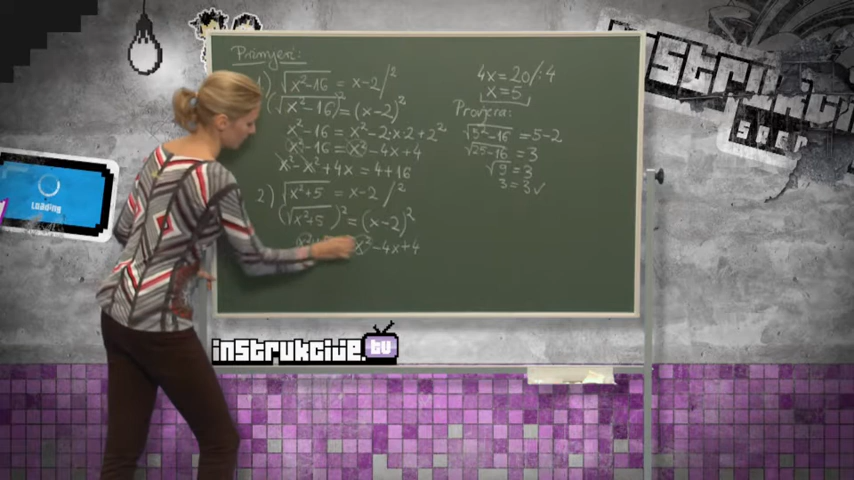 Primjeri:
1) √x²-16 = x-2 /²
(√x²-16)² = (x-2)²
x²-16 = x²-2·x·2+2²
x²-16 = x²-4x+4
x²-x²+4x = 4+16
2) √x²+5 = x-2 /²
(√x²+5)² = (x-2)²
x²-4x+4
4x=20/:4
x=5
Provjera:
√5²-16 = 5-2
√25-16 = 3
√9 = 3
3=3✓
Loading
instrukcije.tv